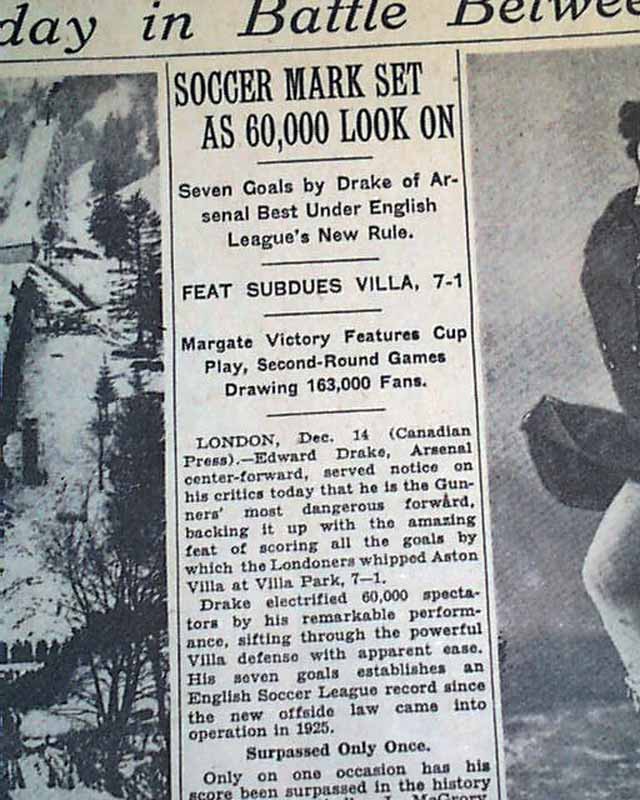 day in Battle Betwee
SOCCER MARK SET
AS 60,000 LOOK ON
Seven Goals by Drake of Ar-
senal Best Under English
League's New Rule.
FEAT SUBDUES VILLA, 7-1
Margate Victory Features Cup
Play, Second-Round Games
Drawing 163,000 Fans.
LONDON, Dec. 14 (Canadian
Press).—Edward Drake, Arsenal
center-forward, served notice on
his critics today that he is the Gun-
ners' most dangerous forward,
backing it up with the amazing
feat of scoring all the goals by
which the Londoners whipped Aston
Villa at Villa Park, 7—1.
Drake electrified 60,000 specta-
tors by his remarkable perform-
ance, sifting through the powerful
Villa defense with apparent ease.
His seven goals establishes an
English Soccer League record since
the new offside law came into
operation in 1925.
Surpassed Only Once.
Only on one occasion has his
score been surpassed in the history
J. McGrory